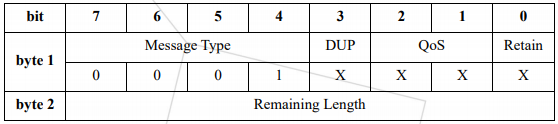 bit 7 6 5 4 3 2 1 0
byte 1 Message Type DUP QoS Retain
0 0 0 1 X X X X
byte 2 Remaining Length